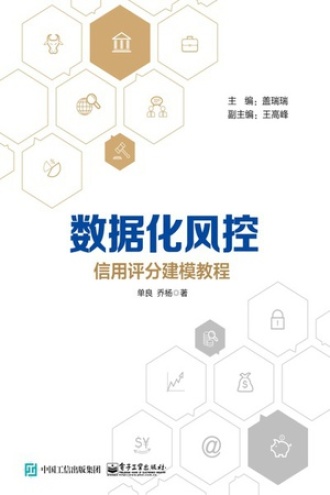 主 编：盖瑞瑞
副主编：王高峰
数据化风控
信用评分建模教程
单良 乔杨◎著
SY
@
$
中国工信出版集团
电子工业出版社